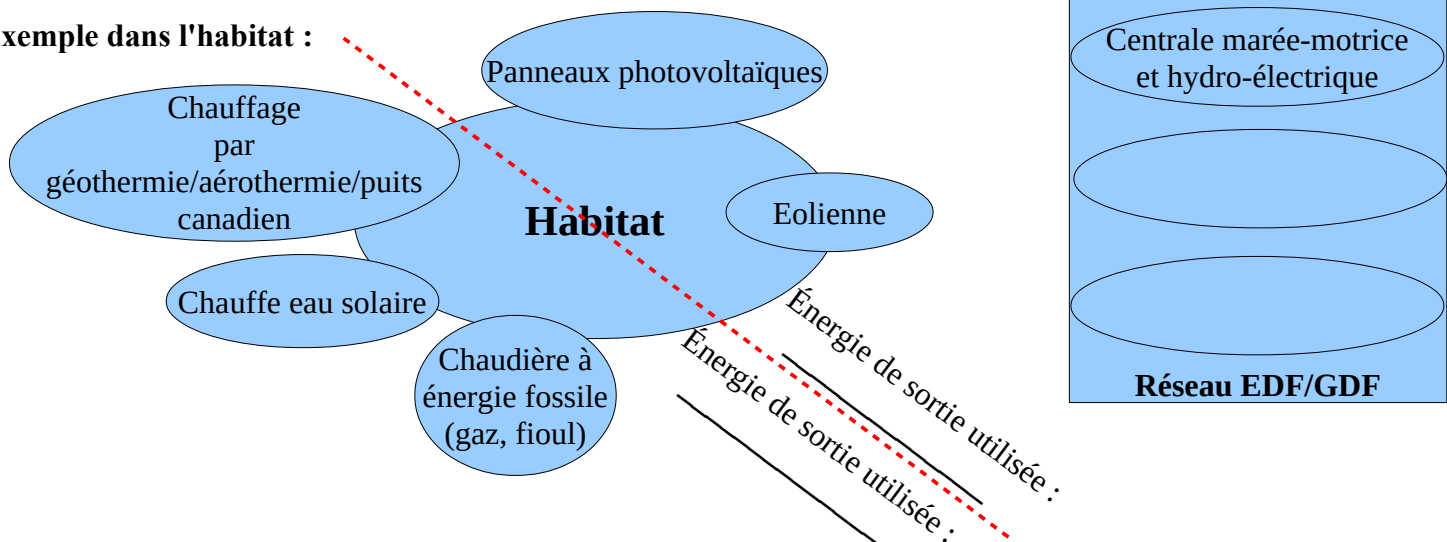 xemple dans l'habitat :
Panneaux photovoltaïques
Chauffage
par
géothermie/aérothermie/puits
canadien
Habitat
Eolienne
Chauffe eau solaire
Chaudière à
énergie fossile
(gaz, fioul)
Énergie de sortie utilisée :
Énergie de sortie utilisée :
Centrale marée-motrice
et hydro-électrique
Réseau EDF/GDF